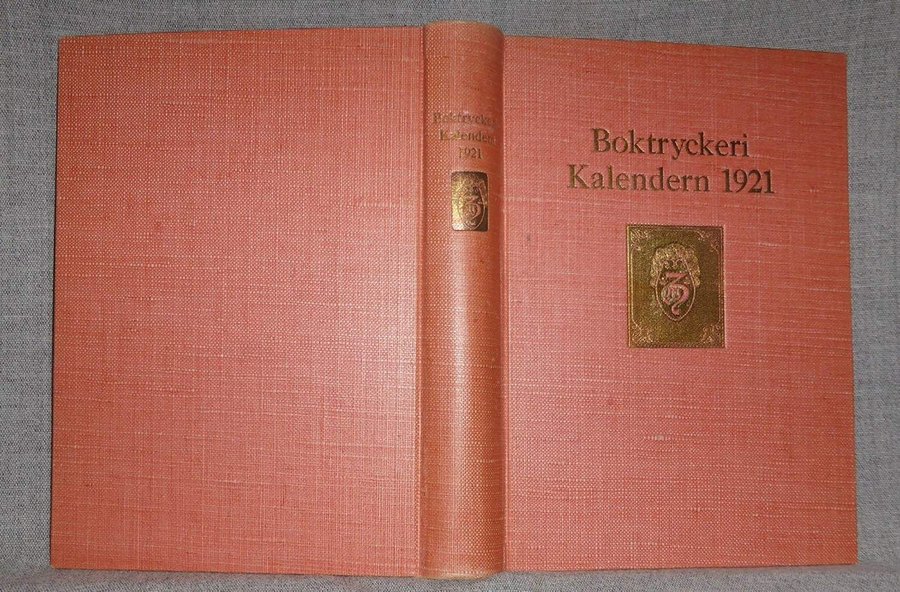 Boktryckeri
Kalendern
1921
Boktryckeri
Kalendern 1921